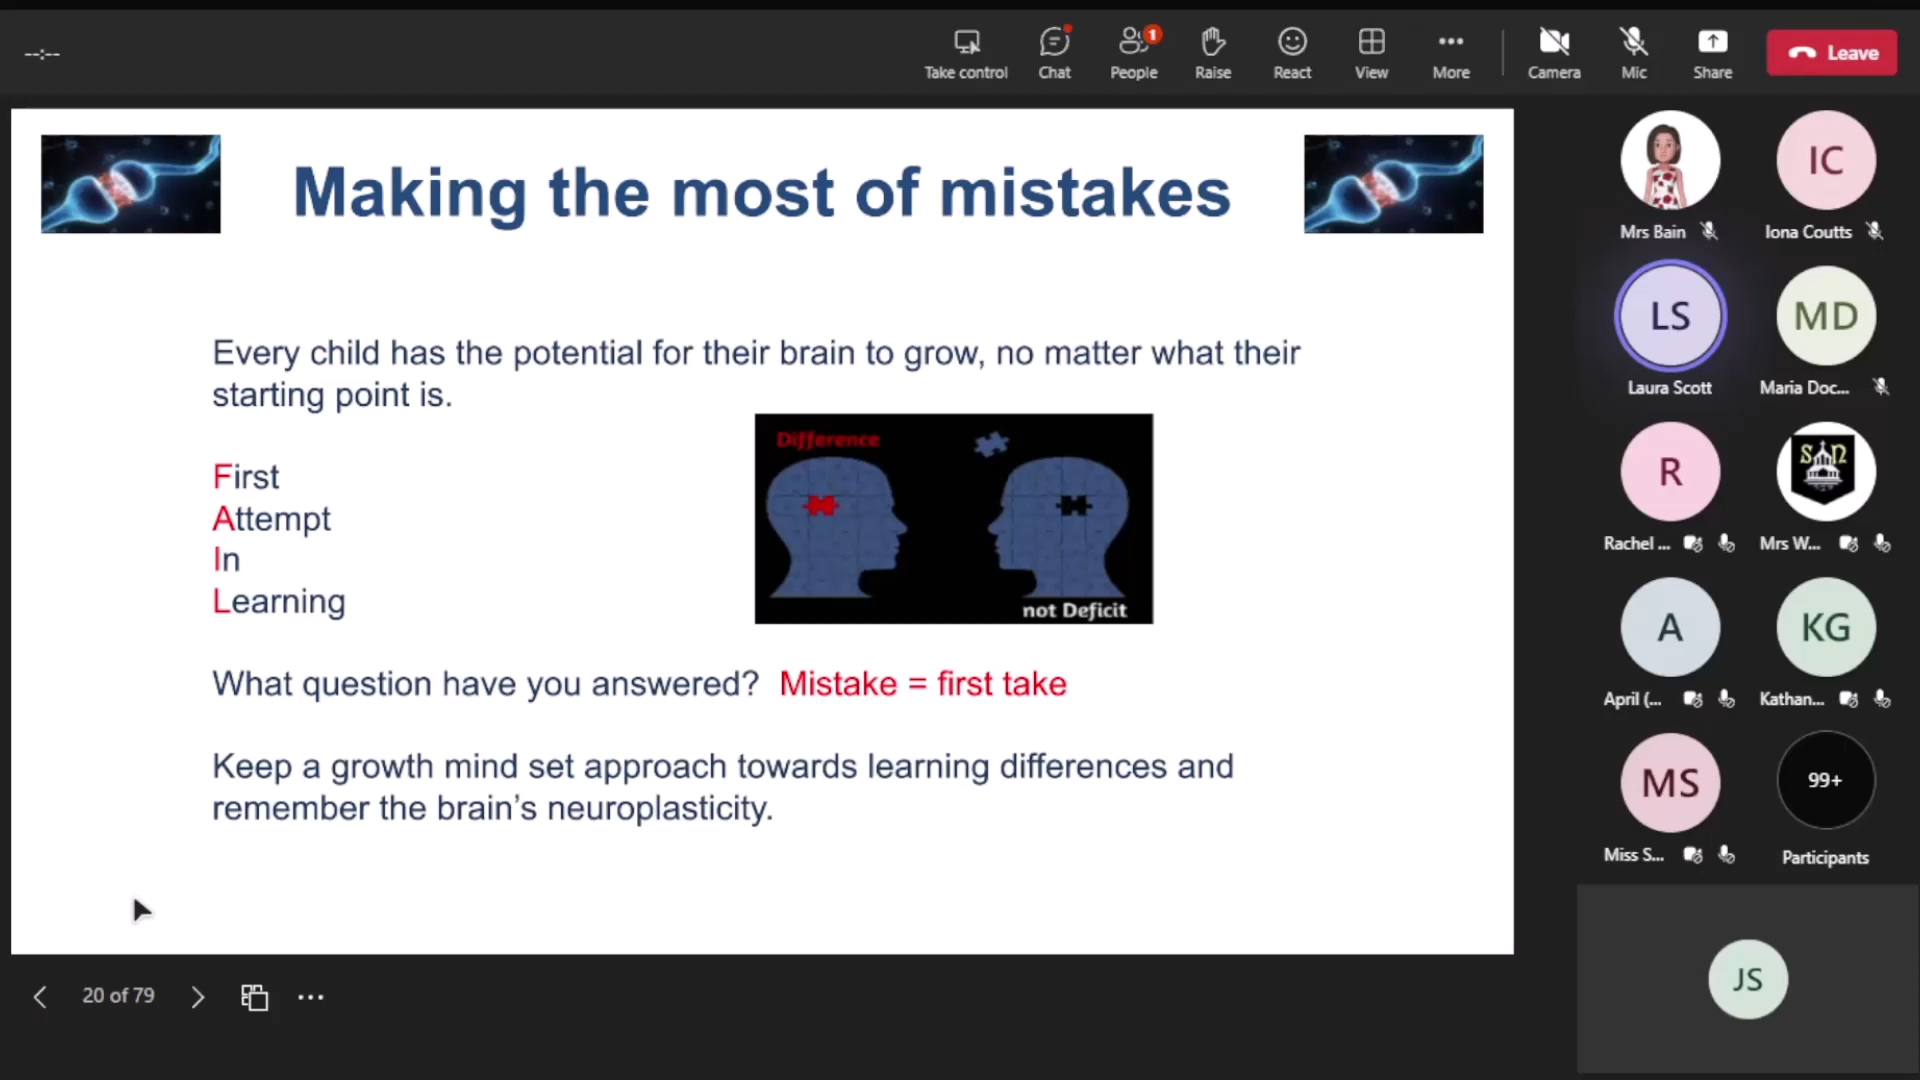 --:--
Take control
Chat
1
People
Raise
React
View
More
Camera
Mic
Share
Leave
Making the most of mistakes
Every child has the potential for their brain to grow, no matter what their
starting point is.
First
Attempt
In
Learning
Difference
not Deficit
What question have you answered? Mistake = first take
Keep a growth mind set approach towards learning differences and
remember the brain’s neuroplasticity.
20 of 79
Mrs Bain
IC
Iona Coutts
LS
Laura Scott
MD
Maria Doc...
R
Rachel ...
SN
Mrs W...
A
April (...
KG
Kathan...
MS
Miss S...
99+
Participants
JS